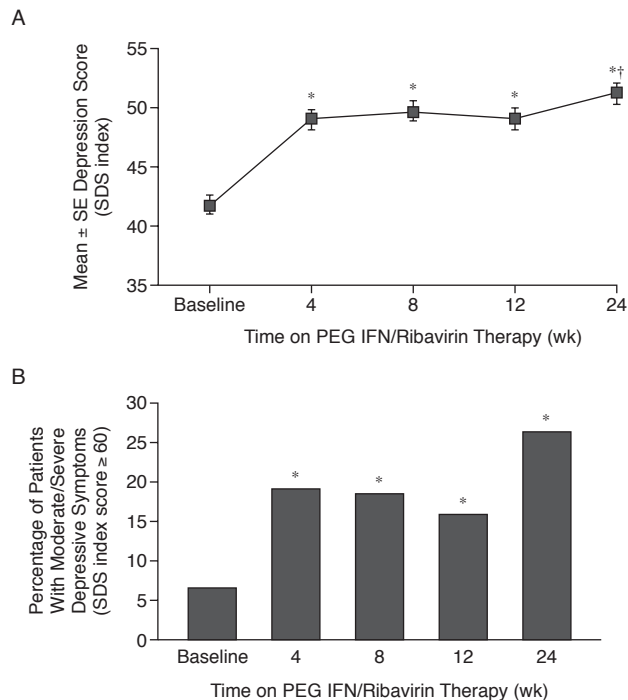 A
Mean ± SE Depression Score
(SDS index)
55
50
45
40
35
*
*
*
*†
Baseline
4
8
12
24
Time on PEG IFN/Ribavirin Therapy (wk)
B
Percentage of Patients
With Moderate/Severe
Depressive Symptoms
(SDS index score ≥ 60)
30
25
20
15
10
5
0
*
*
*
*
Baseline
4
8
12
24
Time on PEG IFN/Ribavirin Therapy (wk)